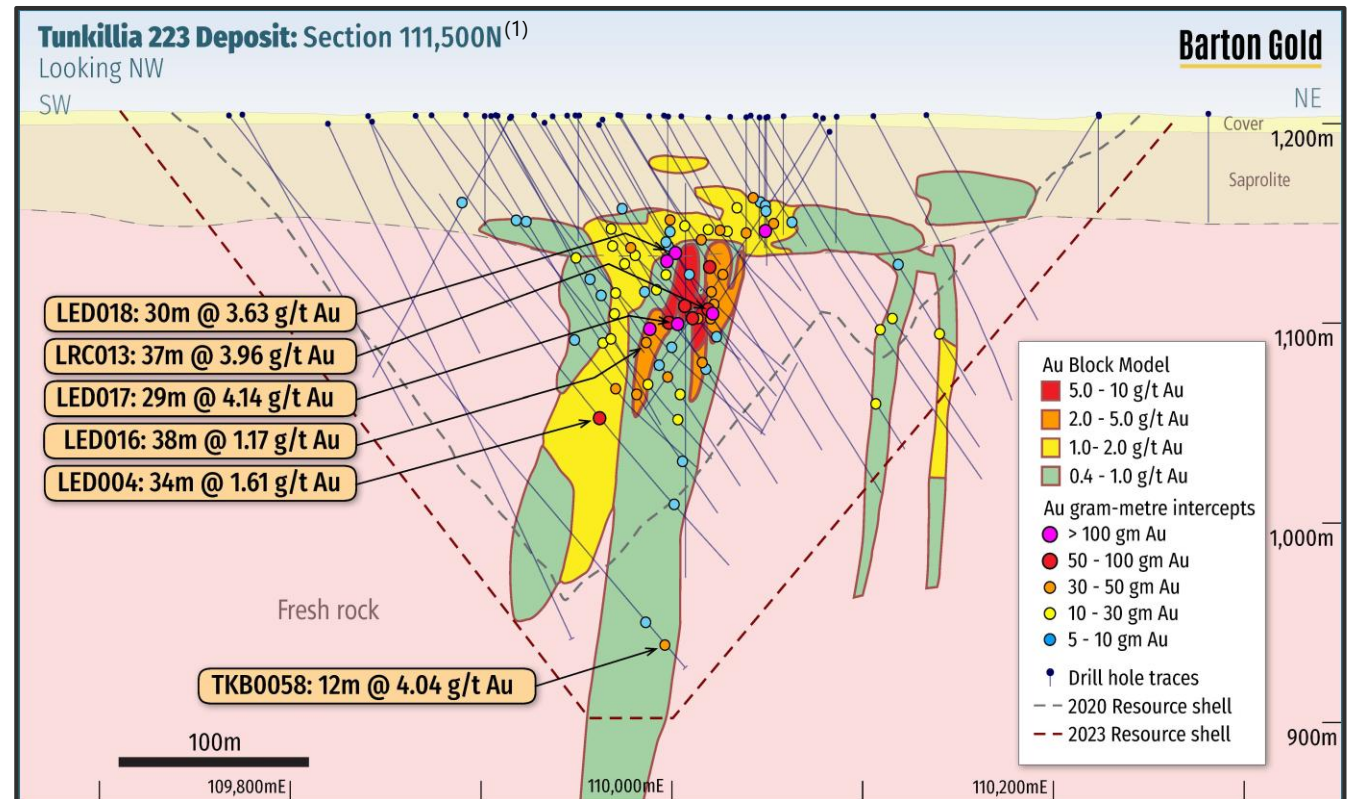 Tunkillia 223 Deposit: Section 111,500N(1)
Barton Gold
Looking NW
SW
NE
Cover
1,200m
Saprolite
LED018: 30m @ 3.63 g/t Au
LRC013: 37m @ 3.96 g/t Au
LED017: 29m @ 4.14 g/t Au
LED016: 38m @ 1.17 g/t Au
LED004: 34m @ 1.61 g/t Au
1,100m
Au Block Model
5.0 - 10 g/t Au
2.0 - 5.0 g/t Au
1.0- 2.0 g/t Au
0.4 - 1.0 g/t Au
Au gram-metre intercepts
> 100 gm Au
50 - 100 gm Au
30 - 50 gm Au
10 - 30 gm Au
5 - 10 gm Au
Drill hole traces
2020 Resource shell
2023 Resource shell
1,000m
Fresh rock
TKB0058: 12m @ 4.04 g/t Au
900m
100m
109,800mE
110,000mE
110,200mE